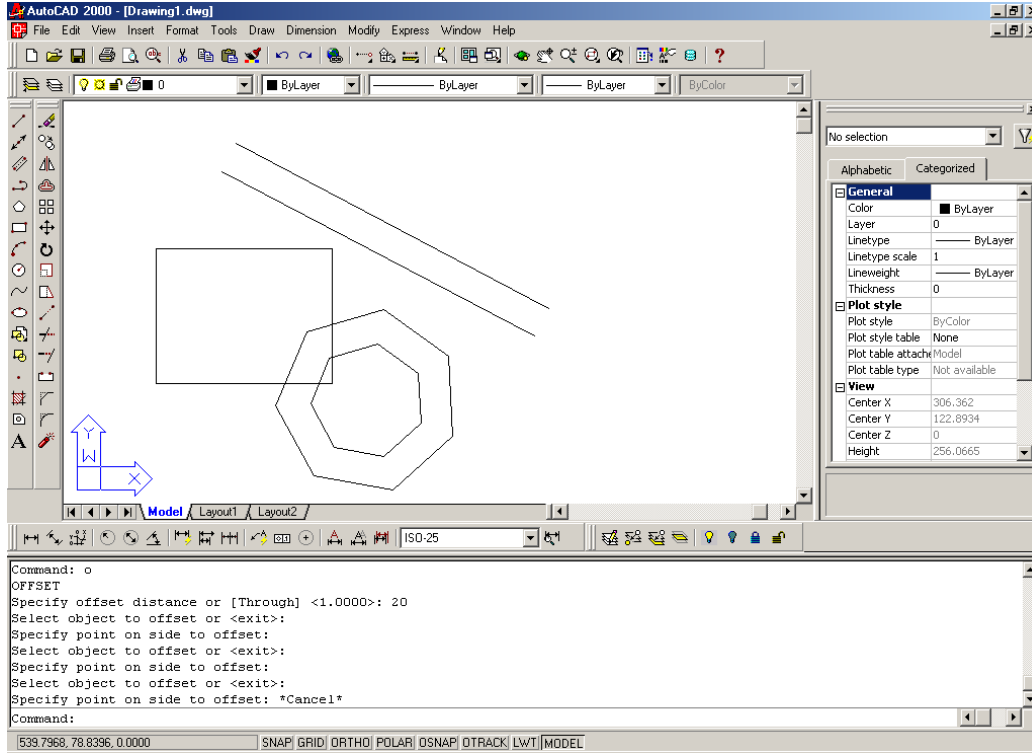 AutoCAD 2000 - [Drawing1.dwg]
File Edit View Insert Format Tools Draw Dimension Modify Express Window Help
0 ByLayer ByLayer ByLayer ByColor
No selection
Alphabetic Categorized
General
Color ByLayer
Layer 0
Linetype ByLayer
Linetype scale 1
Lineweight ByLayer
Thickness 0
Plot style
Plot style ByColor
Plot style table None
Plot table attache Model
Plot table type Not available
View
Center X 306.362
Center Y 122.8934
Center Z 0
Height 256.0665
A
Y
W
X
Model Layout1 Layout2
ISO-25
Command: o
OFFSET
Specify offset distance or [Through] <1.0000>: 20
Select object to offset or <exit>:
Specify point on side to offset:
Select object to offset or <exit>:
Specify point on side to offset:
Select object to offset or <exit>:
Specify point on side to offset: *Cancel*
Command:
539.7968, 78.8396, 0.0000 SNAP GRID ORTHO POLAR OSNAP OTRACK LWT MODEL